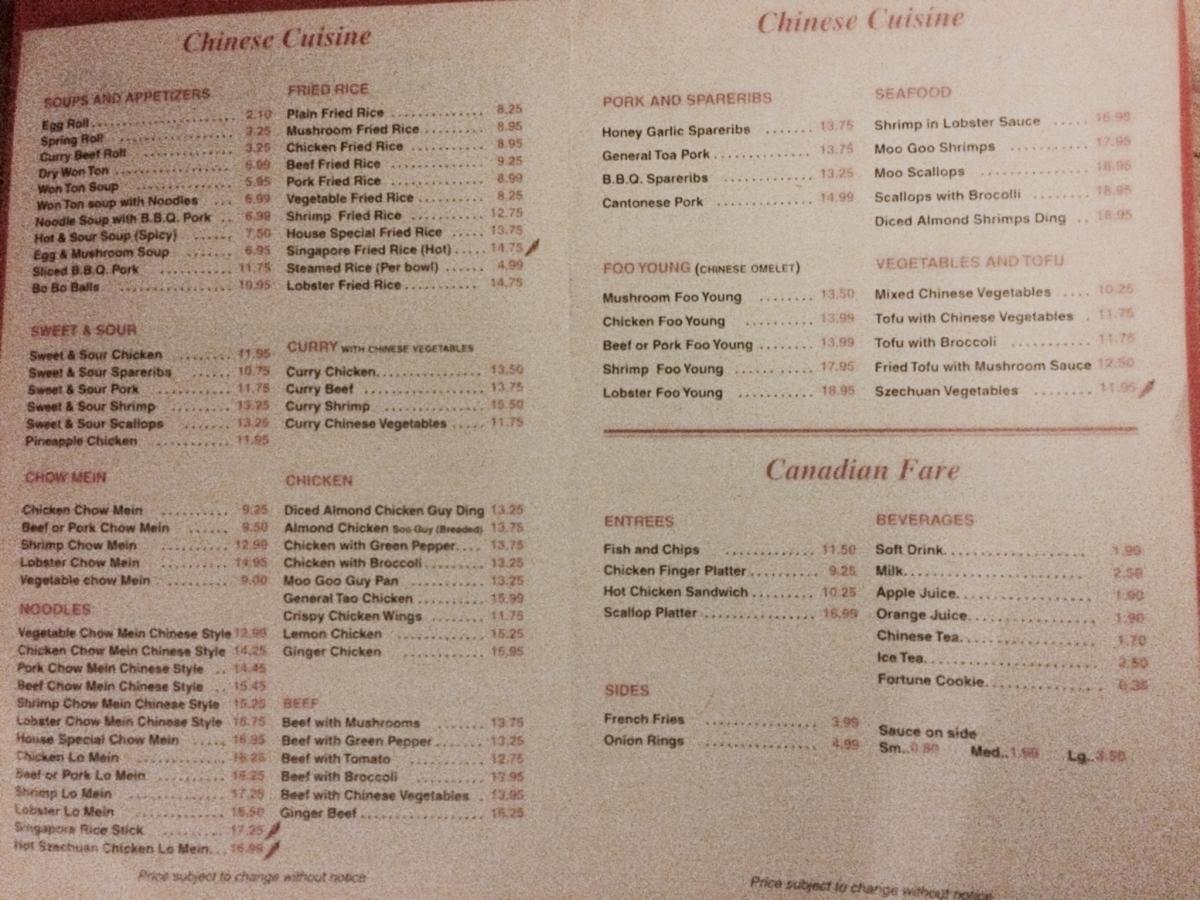 Chinese Cuisine
SOUPS AND APPETIZERS
Egg Roll 2.10
Spring Roll 3.25
Curry Beef Roll 3.25
Dry Won Ton 6.99
Won Ton Soup 5.95
Won Ton soup with Noodles 6.99
Noodle Soup with B.B.Q. Pork 6.99
Hot & Sour Soup (Spicy) 7.50
Egg & Mushroom Soup 6.95
Sliced B.B.Q. Pork 11.75
Bo Bo Balls 10.95
SWEET & SOUR
Sweet & Sour Chicken 11.95
Sweet & Sour Spareribs 10.75
Sweet & Sour Pork 11.75
Sweet & Sour Shrimp 13.25
Sweet & Sour Scallops 13.25
Pineapple Chicken 11.95
CHOW MEIN
Chicken Chow Mein 9.25
Beef or Pork Chow Mein 9.50
Shrimp Chow Mein 12.99
Lobster Chow Mein 14.95
Vegetable chow Mein 9.00
NOODLES
Vegetable Chow Mein Chinese Style 12.99
Chicken Chow Mein Chinese Style 14.25
Pork Chow Mein Chinese Style 14.45
Beef Chow Mein Chinese Style 15.45
Shrimp Chow Mein Chinese Style 15.25
Lobster Chow Mein Chinese Style 16.75
House Special Chow Mein 16.95
Chicken Lo Mein 16.25
Beef or Pork Lo Mein 16.25
Shrimp Lo Mein 17.25
Lobster Lo Mein 18.50
Singapore Rice Stick 17.25
Hot Szechuan Chicken Lo Mein 16.99
Price subject to change without notice
FRIED RICE
Plain Fried Rice 8.25
Mushroom Fried Rice 8.95
Chicken Fried Rice 8.95
Beef Fried Rice 9.25
Pork Fried Rice 8.99
Vegetable Fried Rice 8.25
Shrimp Fried Rice 12.75
House Special Fried Rice 13.75
Singapore Fried Rice (Hot) 14.75
Steamed Rice (Per bowl) 4.99
Lobster Fried Rice 14.75
CURRY WITH CHINESE VEGETABLES
Curry Chicken 13.50
Curry Beef 13.75
Curry Shrimp 15.50
Curry Chinese Vegetables 11.75
CHICKEN
Diced Almond Chicken Guy Ding 13.25
Almond Chicken Soo Guy (Breaded) 13.75
Chicken with Green Pepper 13.75
Chicken with Broccoli 13.25
Moo Goo Guy Pan 13.25
General Tao Chicken 15.99
Crispy Chicken Wings 11.75
Lemon Chicken 15.25
Ginger Chicken 16.95
BEEF
Beef with Mushrooms 13.75
Beef with Green Pepper 13.25
Beef with Tomato 12.75
Beef with Broccoli 13.95
Beef with Chinese Vegetables 13.95
Ginger Beef 16.25
Chinese Cuisine
PORK AND SPARERIBS
Honey Garlic Spareribs 13.75
General Toa Pork 13.75
B.B.Q. Spareribs 13.25
Cantonese Pork 14.99
FOO YOUNG (CHINESE OMELET)
Mushroom Foo Young 13.50
Chicken Foo Young 13.99
Beef or Pork Foo Young 13.99
Shrimp Foo Young 17.95
Lobster Foo Young 18.95
SEAFOOD
Shrimp in Lobster Sauce 16.95
Moo Goo Shrimps 17.95
Moo Scallops 18.95
Scallops with Brocolli 18.95
Diced Almond Shrimps Ding 18.95
VEGETABLES AND TOFU
Mixed Chinese Vegetables 10.25
Tofu with Chinese Vegetables 11.75
Tofu with Broccoli 11.75
Fried Tofu with Mushroom Sauce 12.50
Szechuan Vegetables 11.95
Canadian Fare
ENTREES
Fish and Chips 11.50
Chicken Finger Platter 9.25
Hot Chicken Sandwich 10.25
Scallop Platter 16.99
SIDES
French Fries 3.99
Onion Rings 4.99
BEVERAGES
Soft Drink 1.99
Milk 2.50
Apple Juice 1.90
Orange Juice 1.90
Chinese Tea 1.70
Ice Tea 2.50
Fortune Cookie 0.35
Sauce on side
Sm..0.80 Med..1.50 Lg..3.50
Price subject to change without notice